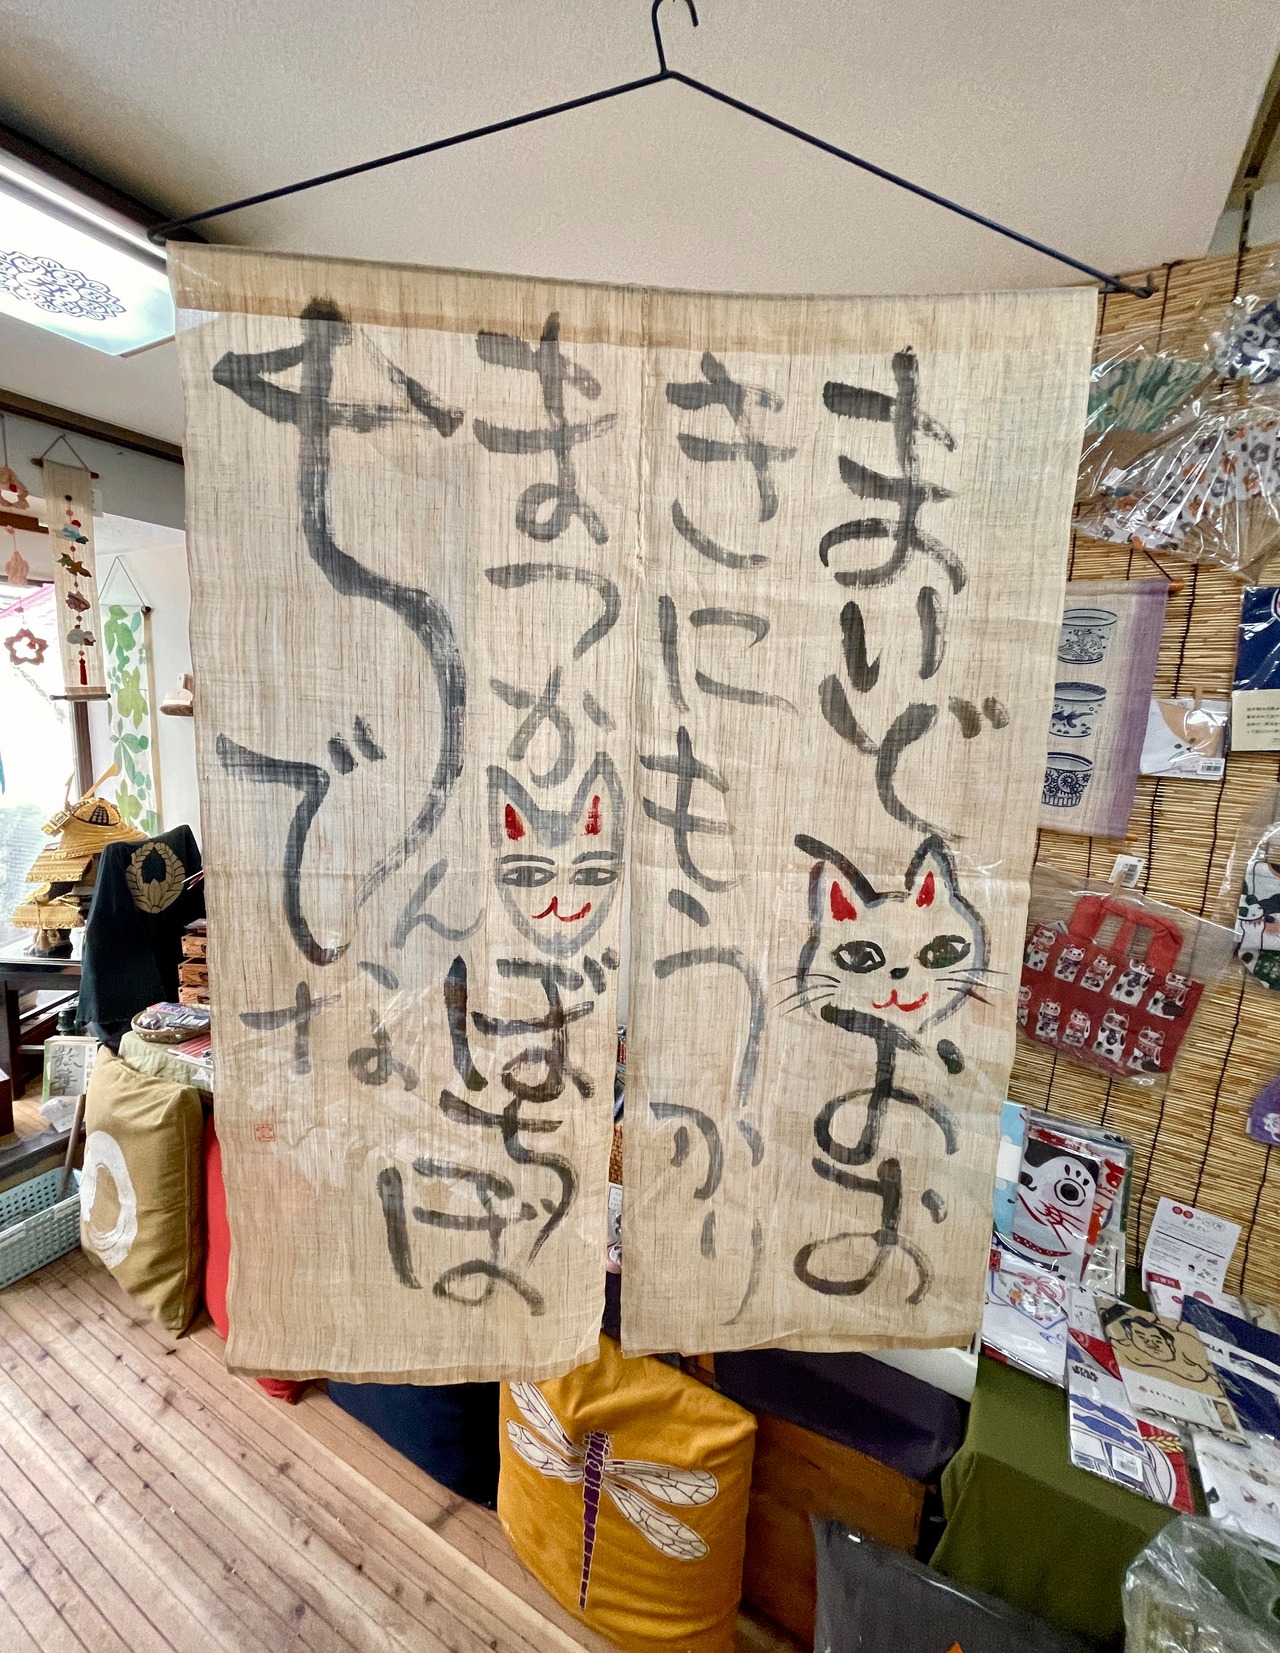 まいどおお
きにもうかり
まっかぼちぼ
ちでんな